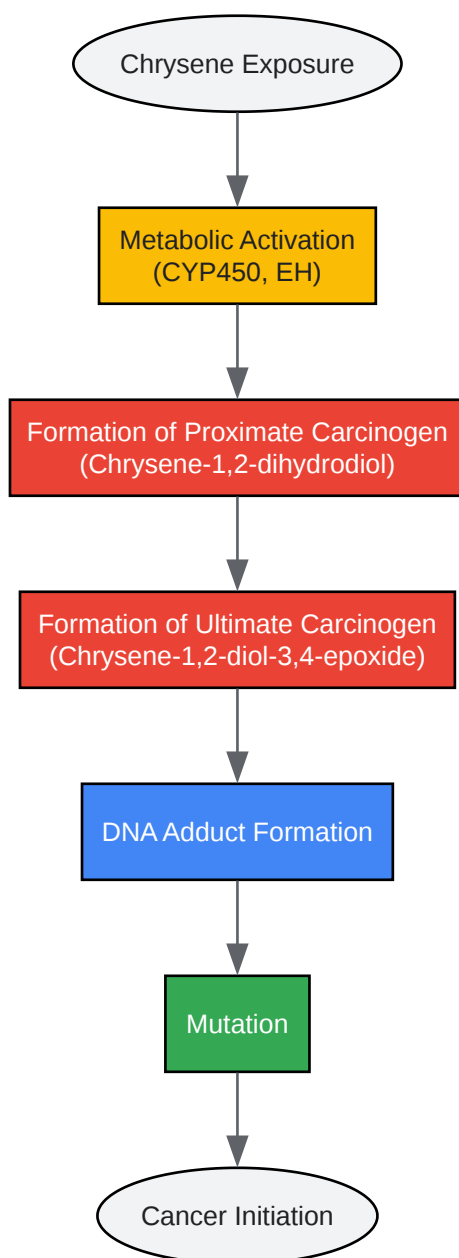 Chrysene Exposure
Metabolic Activation
(CYP450, EH)
Formation of Proximate Carcinogen
(Chrysene-1,2-dihydrodiol)
Formation of Ultimate Carcinogen
(Chrysene-1,2-diol-3,4-epoxide)
DNA Adduct Formation
Mutation
Cancer Initiation